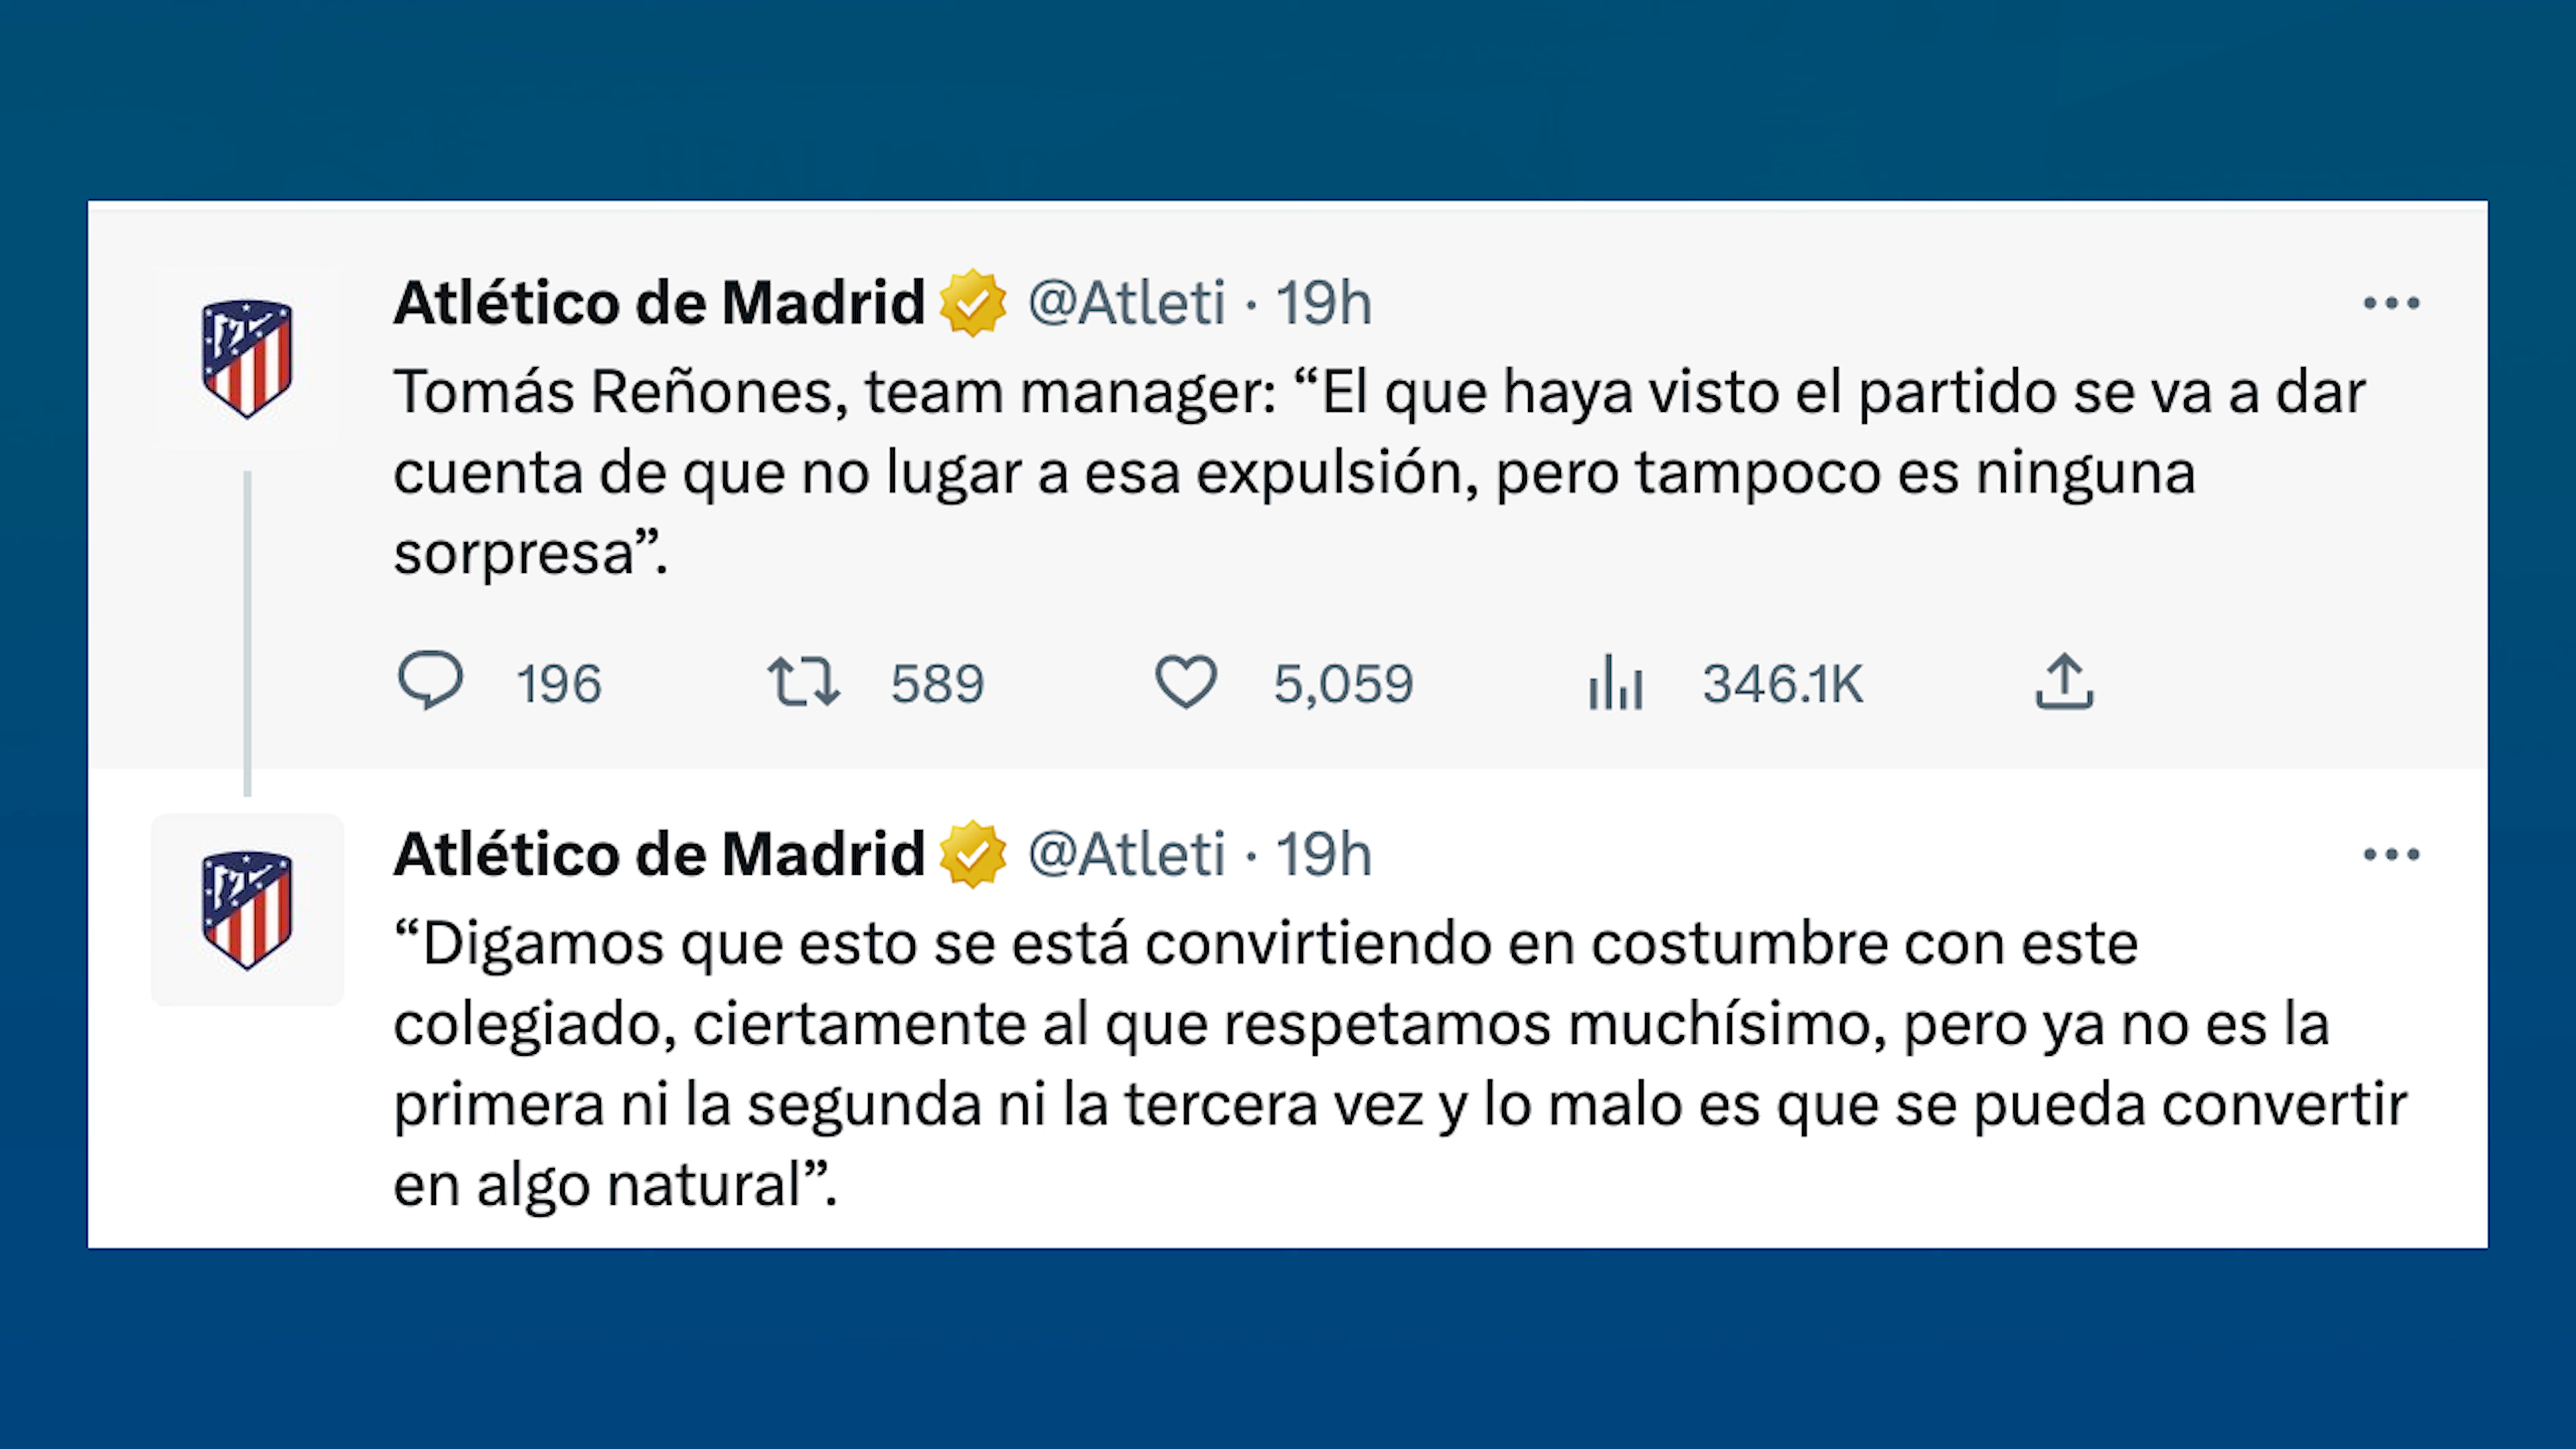 Atlético de Madrid @Atleti · 19h
Tomás Reñones, team manager: “El que haya visto el partido se va a dar
cuenta de que no lugar a esa expulsión, pero tampoco es ninguna
sorpresa”.
196 589 5,059 346.1K
Atlético de Madrid @Atleti · 19h
“Digamos que esto se está convirtiendo en costumbre con este
colegiado, ciertamente al que respetamos muchísimo, pero ya no es la
primera ni la segunda ni la tercera vez y lo malo es que se pueda convertir
en algo natural”.